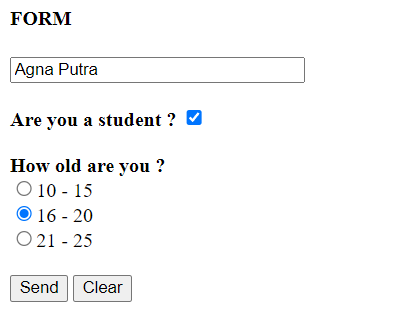 FORM
Agna Putra
Are you a student ?
How old are you ?
10 - 15
16 - 20
21 - 25
Send Clear